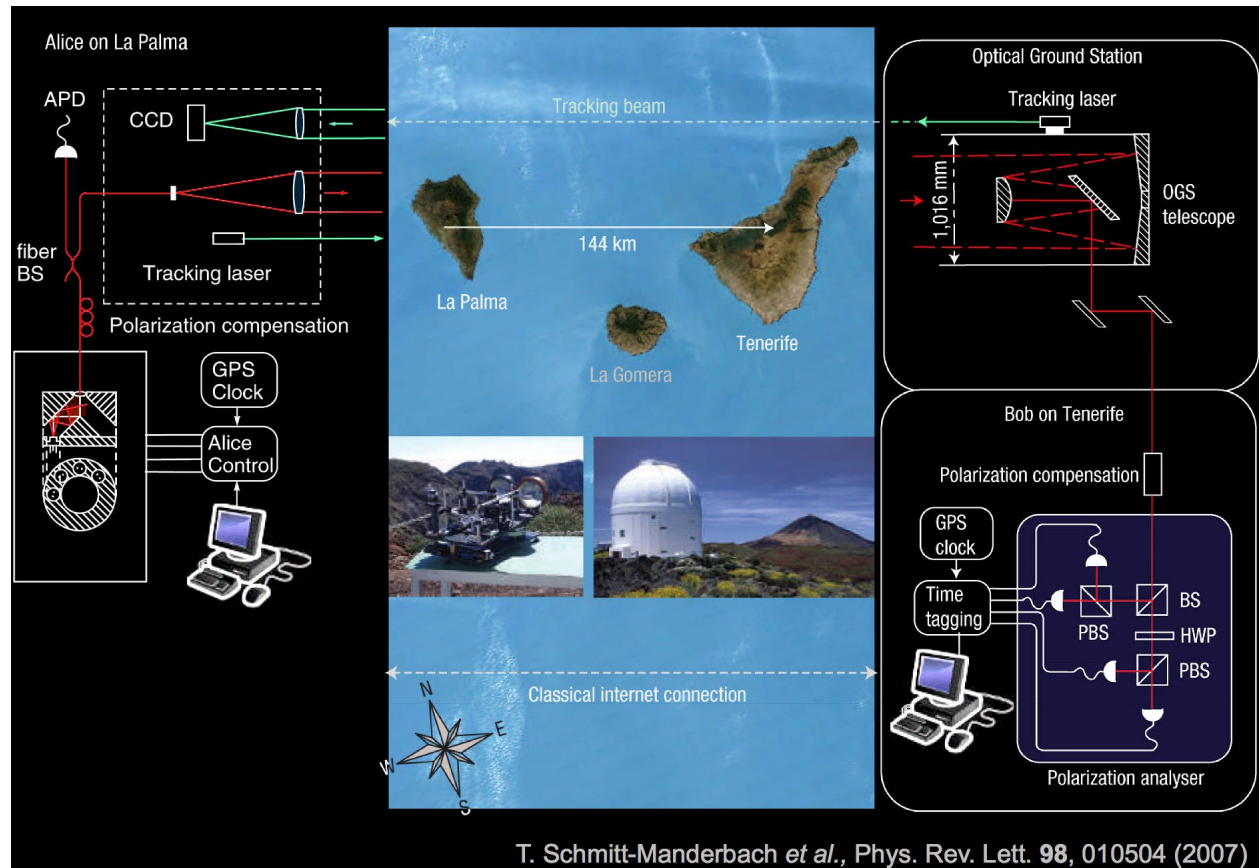 Alice on La Palma
APD
CCD
fiber
BS
Tracking laser
Polarization compensation
GPS
Clock
Alice
Control
Tracking beam
144 km
La Palma
Tenerife
La Gomera
Classical internet connection
N
E
W
S
Optical Ground Station
Tracking laser
1,016 mm
OGS
telescope
Bob on Tenerife
Polarization compensation
GPS
clock
Time
tagging
BS
PBS
HWP
PBS
Polarization analyser
T. Schmitt-Manderbach et al., Phys. Rev. Lett. 98, 010504 (2007)